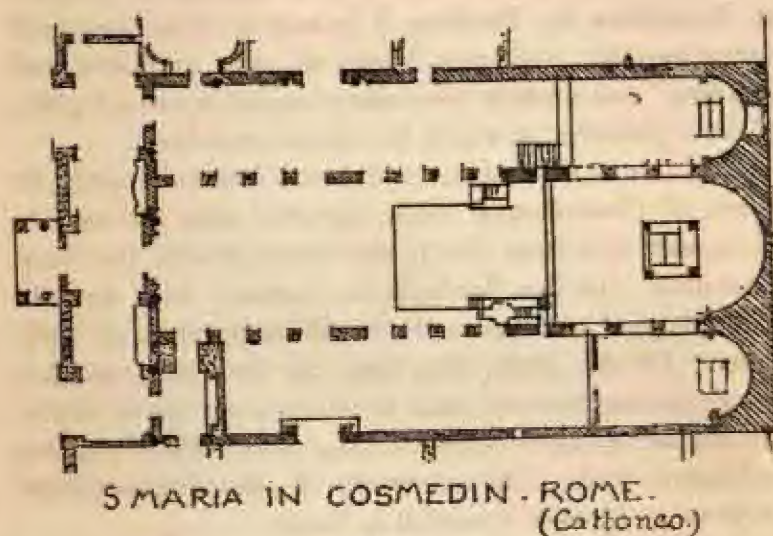 S MARIA IN COSMEDIN . ROME.
(Cattaneo.)